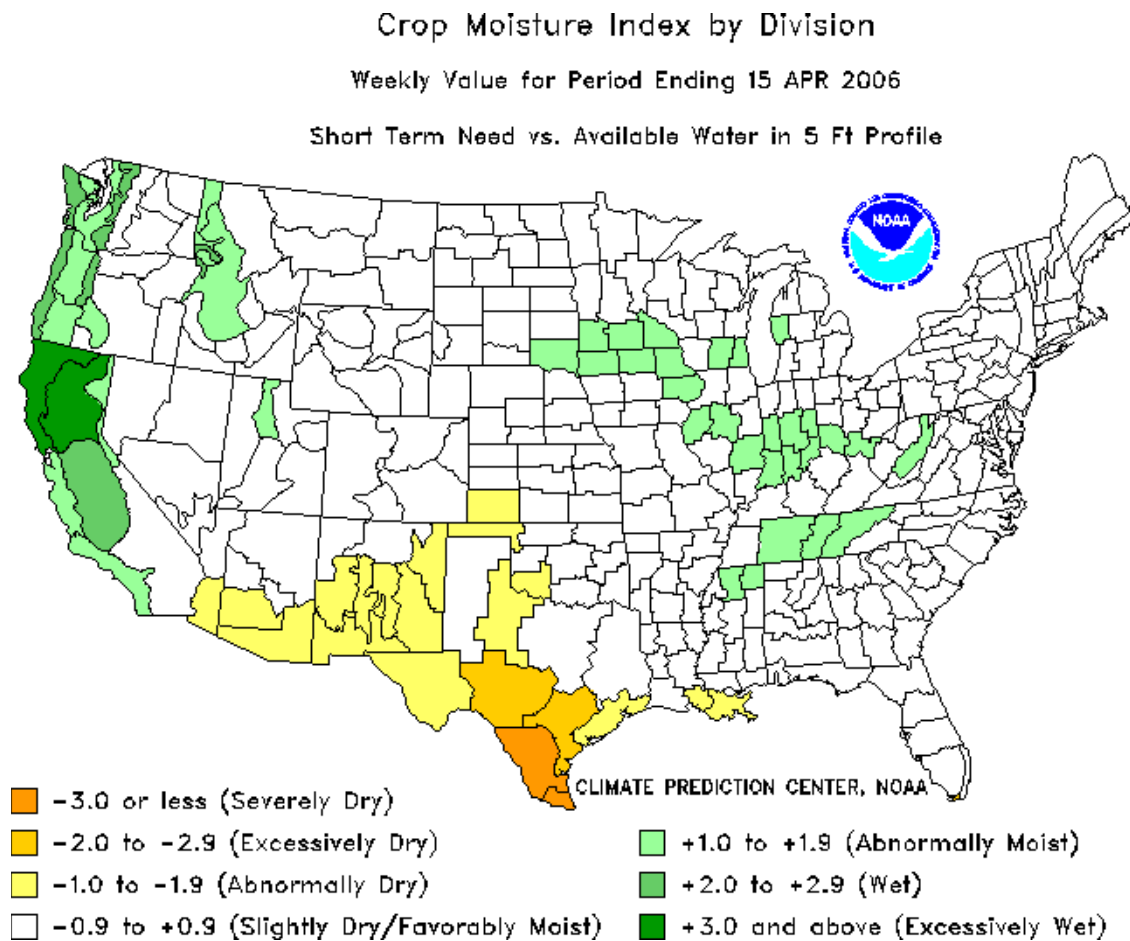 Crop Moisture Index by Division
Weekly Value for Period Ending 15 APR 2006
Short Term Need vs. Available Water in 5 Ft Profile
NOAA
CLIMATE PREDICTION CENTER, NOAA
-3.0 or less (Severely Dry)
-2.0 to -2.9 (Excessively Dry)
-1.0 to -1.9 (Abnormally Dry)
-0.9 to +0.9 (Slightly Dry/Favorably Moist)
+1.0 to +1.9 (Abnormally Moist)
+2.0 to +2.9 (Wet)
+3.0 and above (Excessively Wet)